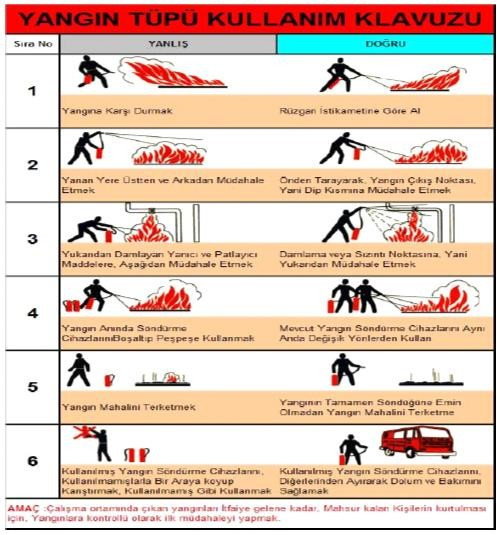 YANGIN TÜPÜ KULLANIM KLAVUZU
Sıra No YANLIŞ DOĞRU
1
Yangına Karşı Durmak
Rüzgarı İstikametine Göre Al
2
Yanan Yere Üstten ve Arkadan Müdahale
Etmek
Önden Tarayarak, Yangın Çıkış Noktası,
Yani Dip Kısmına Müdahale Etmek
3
Yukarıdan Damlayan Yanıcı ve Patlayıcı
Maddelere, Aşağıdan Müdahale Etmek
Damlama veya Sızıntı Noktasına, Yani
Yukarıdan Müdahale Etmek
4
Yangın Anında Söndürme
CihazlarınıBoşaltıp Peşpeşe Kullanmak
Mevcut Yangın Söndürme Cihazlarını Aynı
Anda Değişik Yönlerden Kullan
5
Yangın Mahalini Terketmek
Yangının Tamamen Söndüğüne Emin
Olmadan Yangın Mahalini Terketme
6
Kullanılmış Yangın Söndürme Cihazlarını,
Kullanılmamışlarla Bir Araya koyup
Karıştırmak, Kullanılmamış Gibi Kullanmak
Kullanılmış Yangın Söndürme Cihazlarını,
Diğerlerinden Ayırarak Dolum ve Bakımını
Sağlamak
AMAÇ :Çalışma ortamında çıkan yangınları İtfaiye gelene kadar, Mahsur kalan Kişilerin kurtulması
için, Yangınlara kontrollü olarak ilk müdahaleyi yapmak.